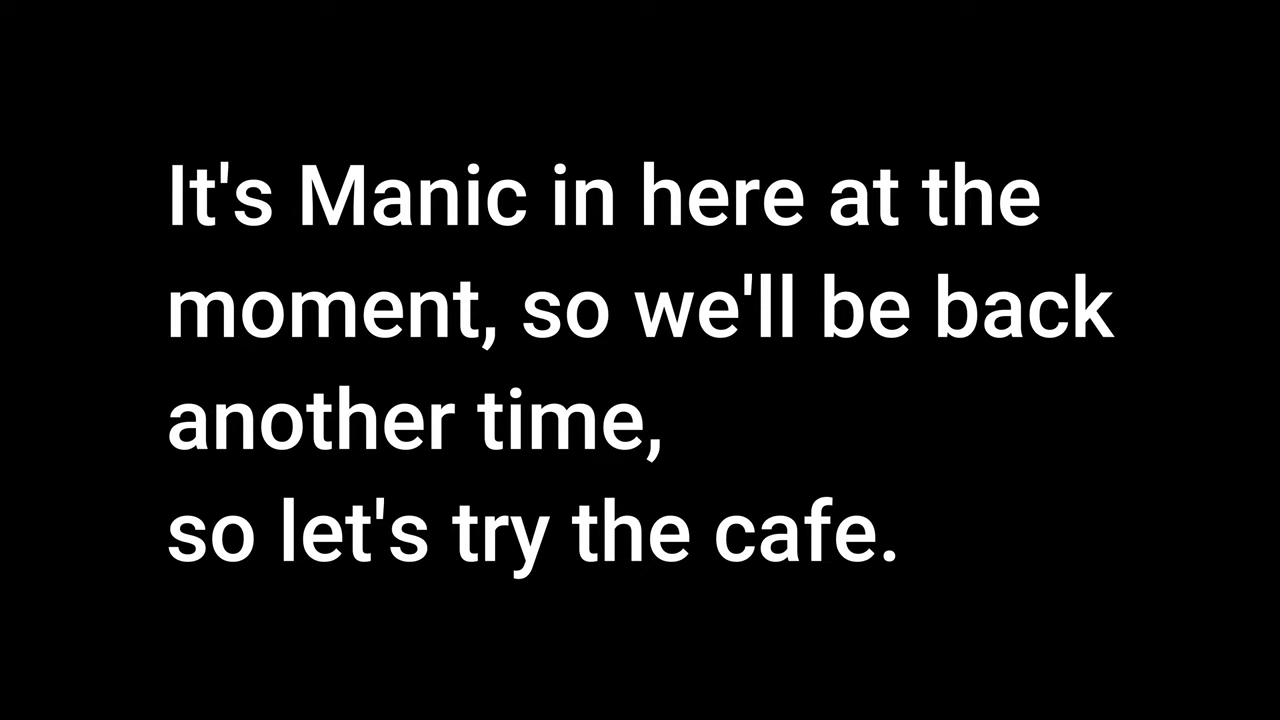 It's Manic in here at the
moment, so we'll be back
another time,
so let's try the cafe.